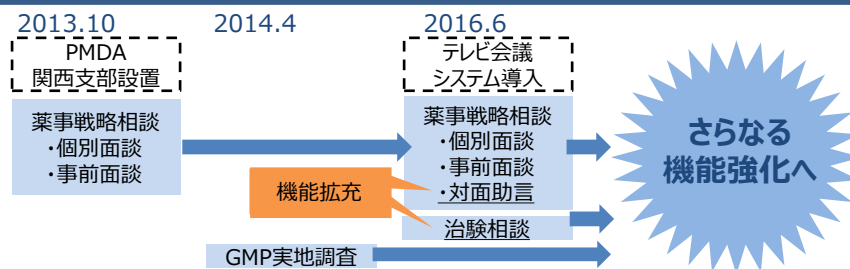 2013.10
2014.4
2016.6
PMDA
関西支部設置
テレビ会議
システム導入
薬事戦略相談
・個別面談
・事前面談
薬事戦略相談
・個別面談
・事前面談
・対面助言
機能拡充
治験相談
GMP実地調査
さらなる
機能強化へ